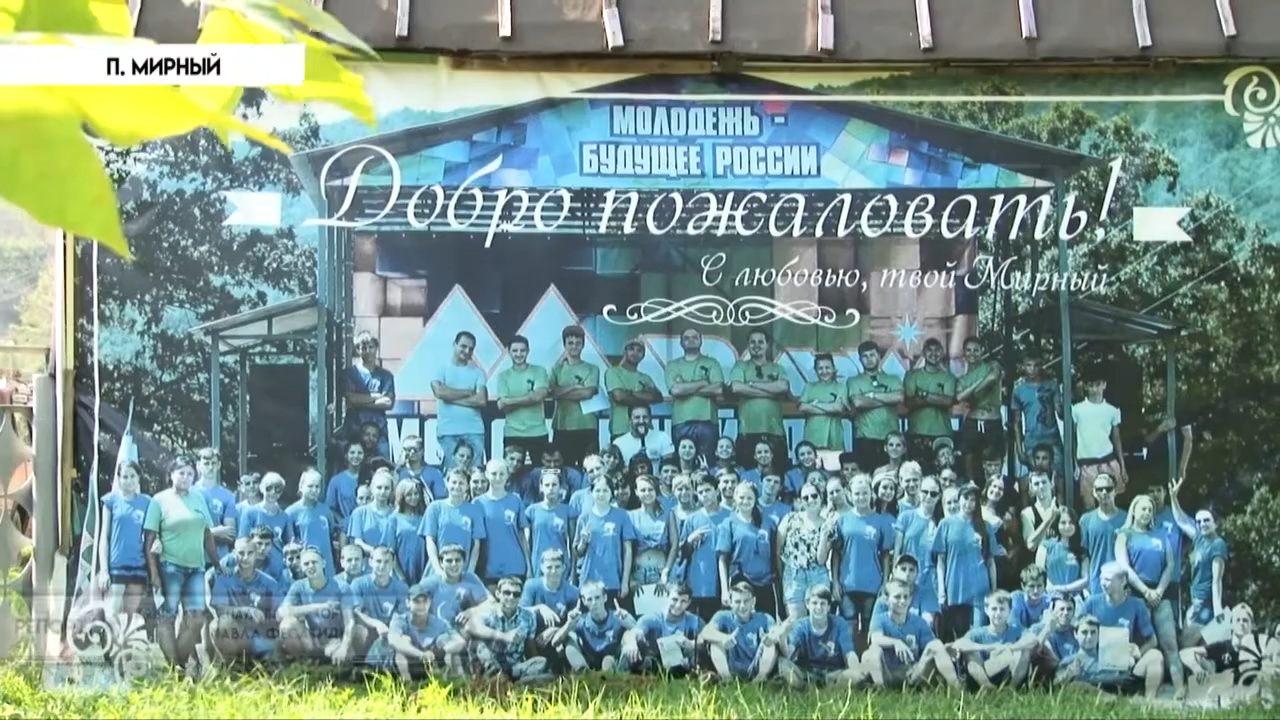 П. МИРНЫЙ
МОЛОДЕЖЬ -
БУДУЩЕЕ РОССИИ
Добро пожаловать!
С любовью, твой Мирный